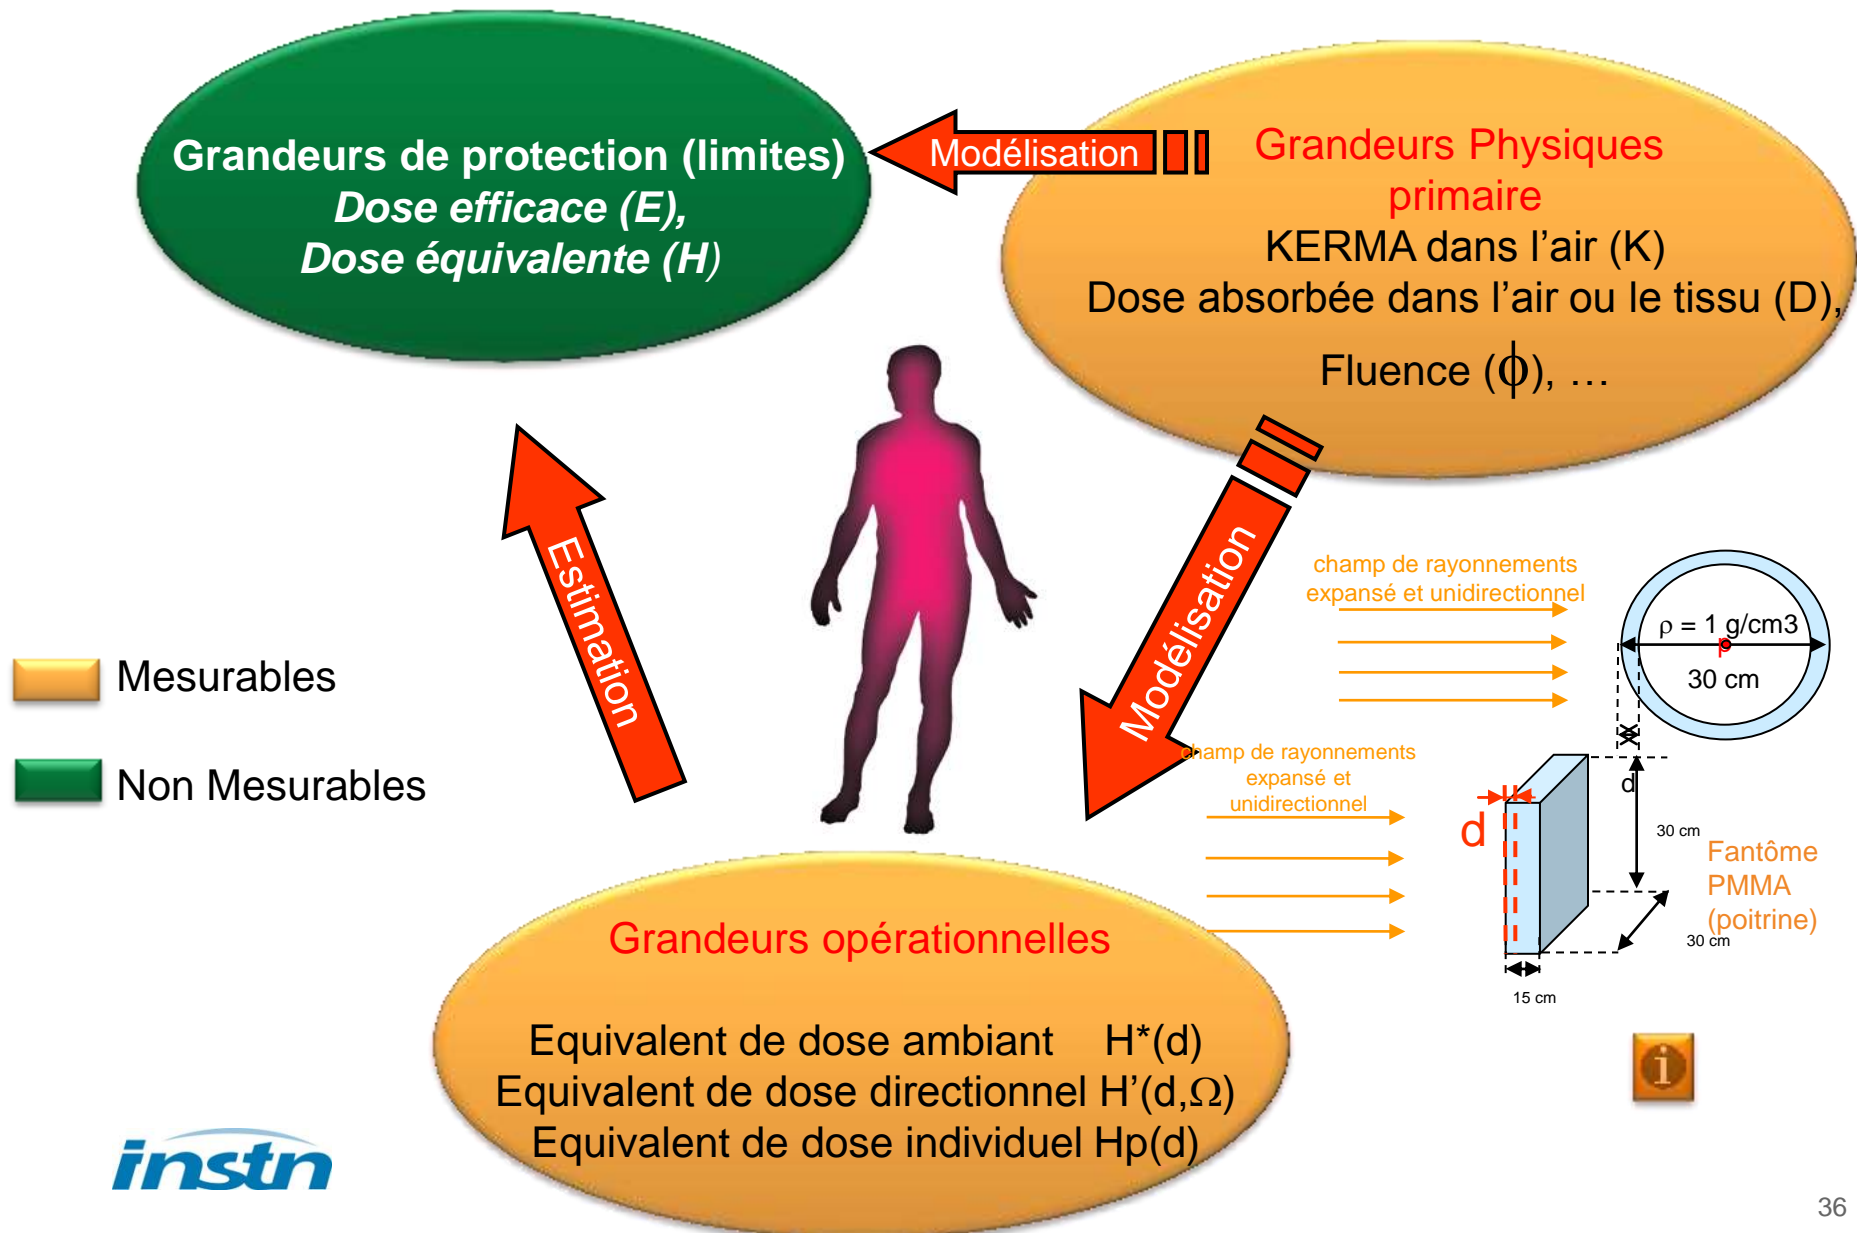 Grandeurs de protection (limites)
Dose efficace (E),
Dose équivalente (H)
Modélisation
Grandeurs Physiques
primaire
KERMA dans l’air (K)
Dose absorbée dans l’air ou le tissu (D),
Fluence (ϕ), …
Estimation
Modélisation
champ de rayonnements
expansé et unidirectionnel
ρ = 1 g/cm3
P
30 cm
d
Mesurables
Non Mesurables
champ de rayonnements
expansé et
unidirectionnel
d
30 cm
Fantôme
PMMA
(poitrine)
30 cm
15 cm
Grandeurs opérationnelles
Equivalent de dose ambiant H*(d)
Equivalent de dose directionnel H’(d,Ω)
Equivalent de dose individuel Hp(d)
i
instn
36